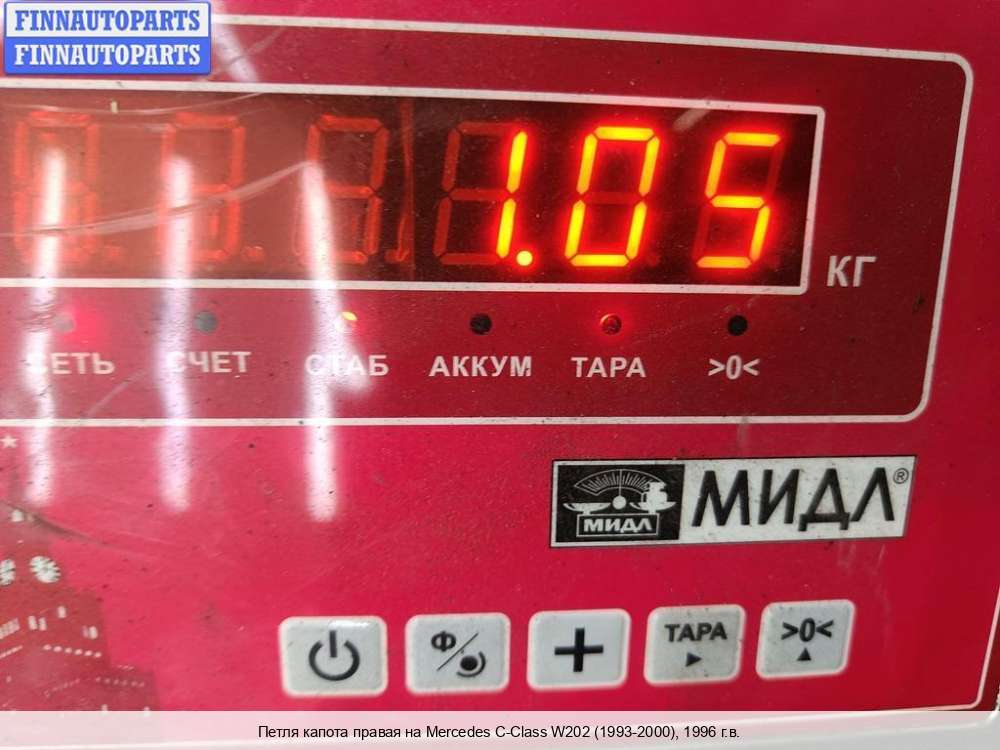 FINNAUTOPARTS
FINNAUTOPARTS
1.05
КГ
СЕТЬ СЧЕТ СТАБ АККУМ ТАРА >0<
МИДЛ МИДЛ®
Ф ТАРА >0<
Петля капота правая на Mercedes C-Class W202 (1993-2000), 1996 г.в.